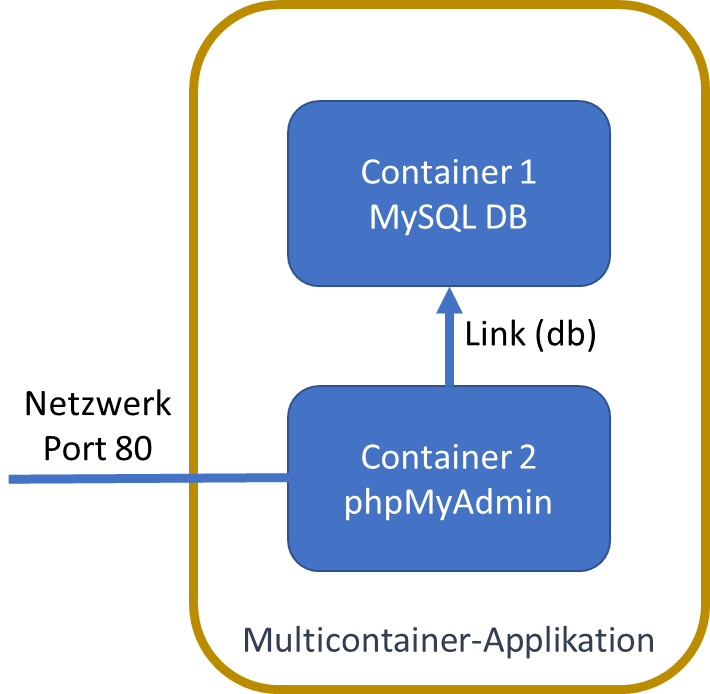 Container 1
MySQL DB
Link (db)
Netzwerk
Port 80
Container 2
phpMyAdmin
Multicontainer-Applikation